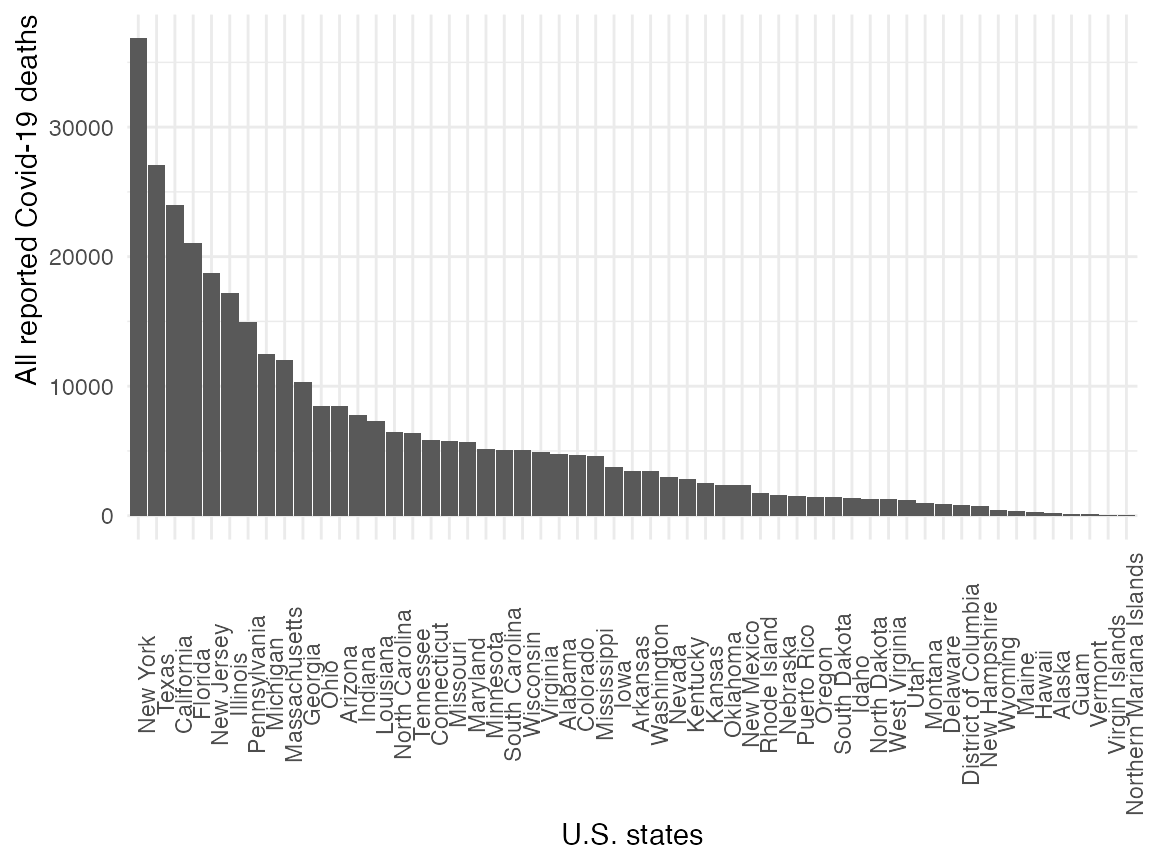 All reported Covid-19 deaths
30000
20000
10000
0
New York
Texas
California
Florida
New Jersey
Illinois
Pennsylvania
Michigan
Massachusetts
Georgia
Ohio
Arizona
Indiana
Louisiana
North Carolina
Tennessee
Connecticut
Missouri
Maryland
Minnesota
South Carolina
Wisconsin
Virginia
Alabama
Colorado
Mississippi
Iowa
Arkansas
Washington
Nevada
Kentucky
Kansas
Oklahoma
New Mexico
Rhode Island
Nebraska
Puerto Rico
Oregon
South Dakota
Idaho
North Dakota
West Virginia
Utah
Montana
Delaware
District of Columbia
New Hampshire
Wyoming
Maine
Hawaii
Alaska
Guam
Vermont
Virgin Islands
Northern Mariana Islands
U.S. states